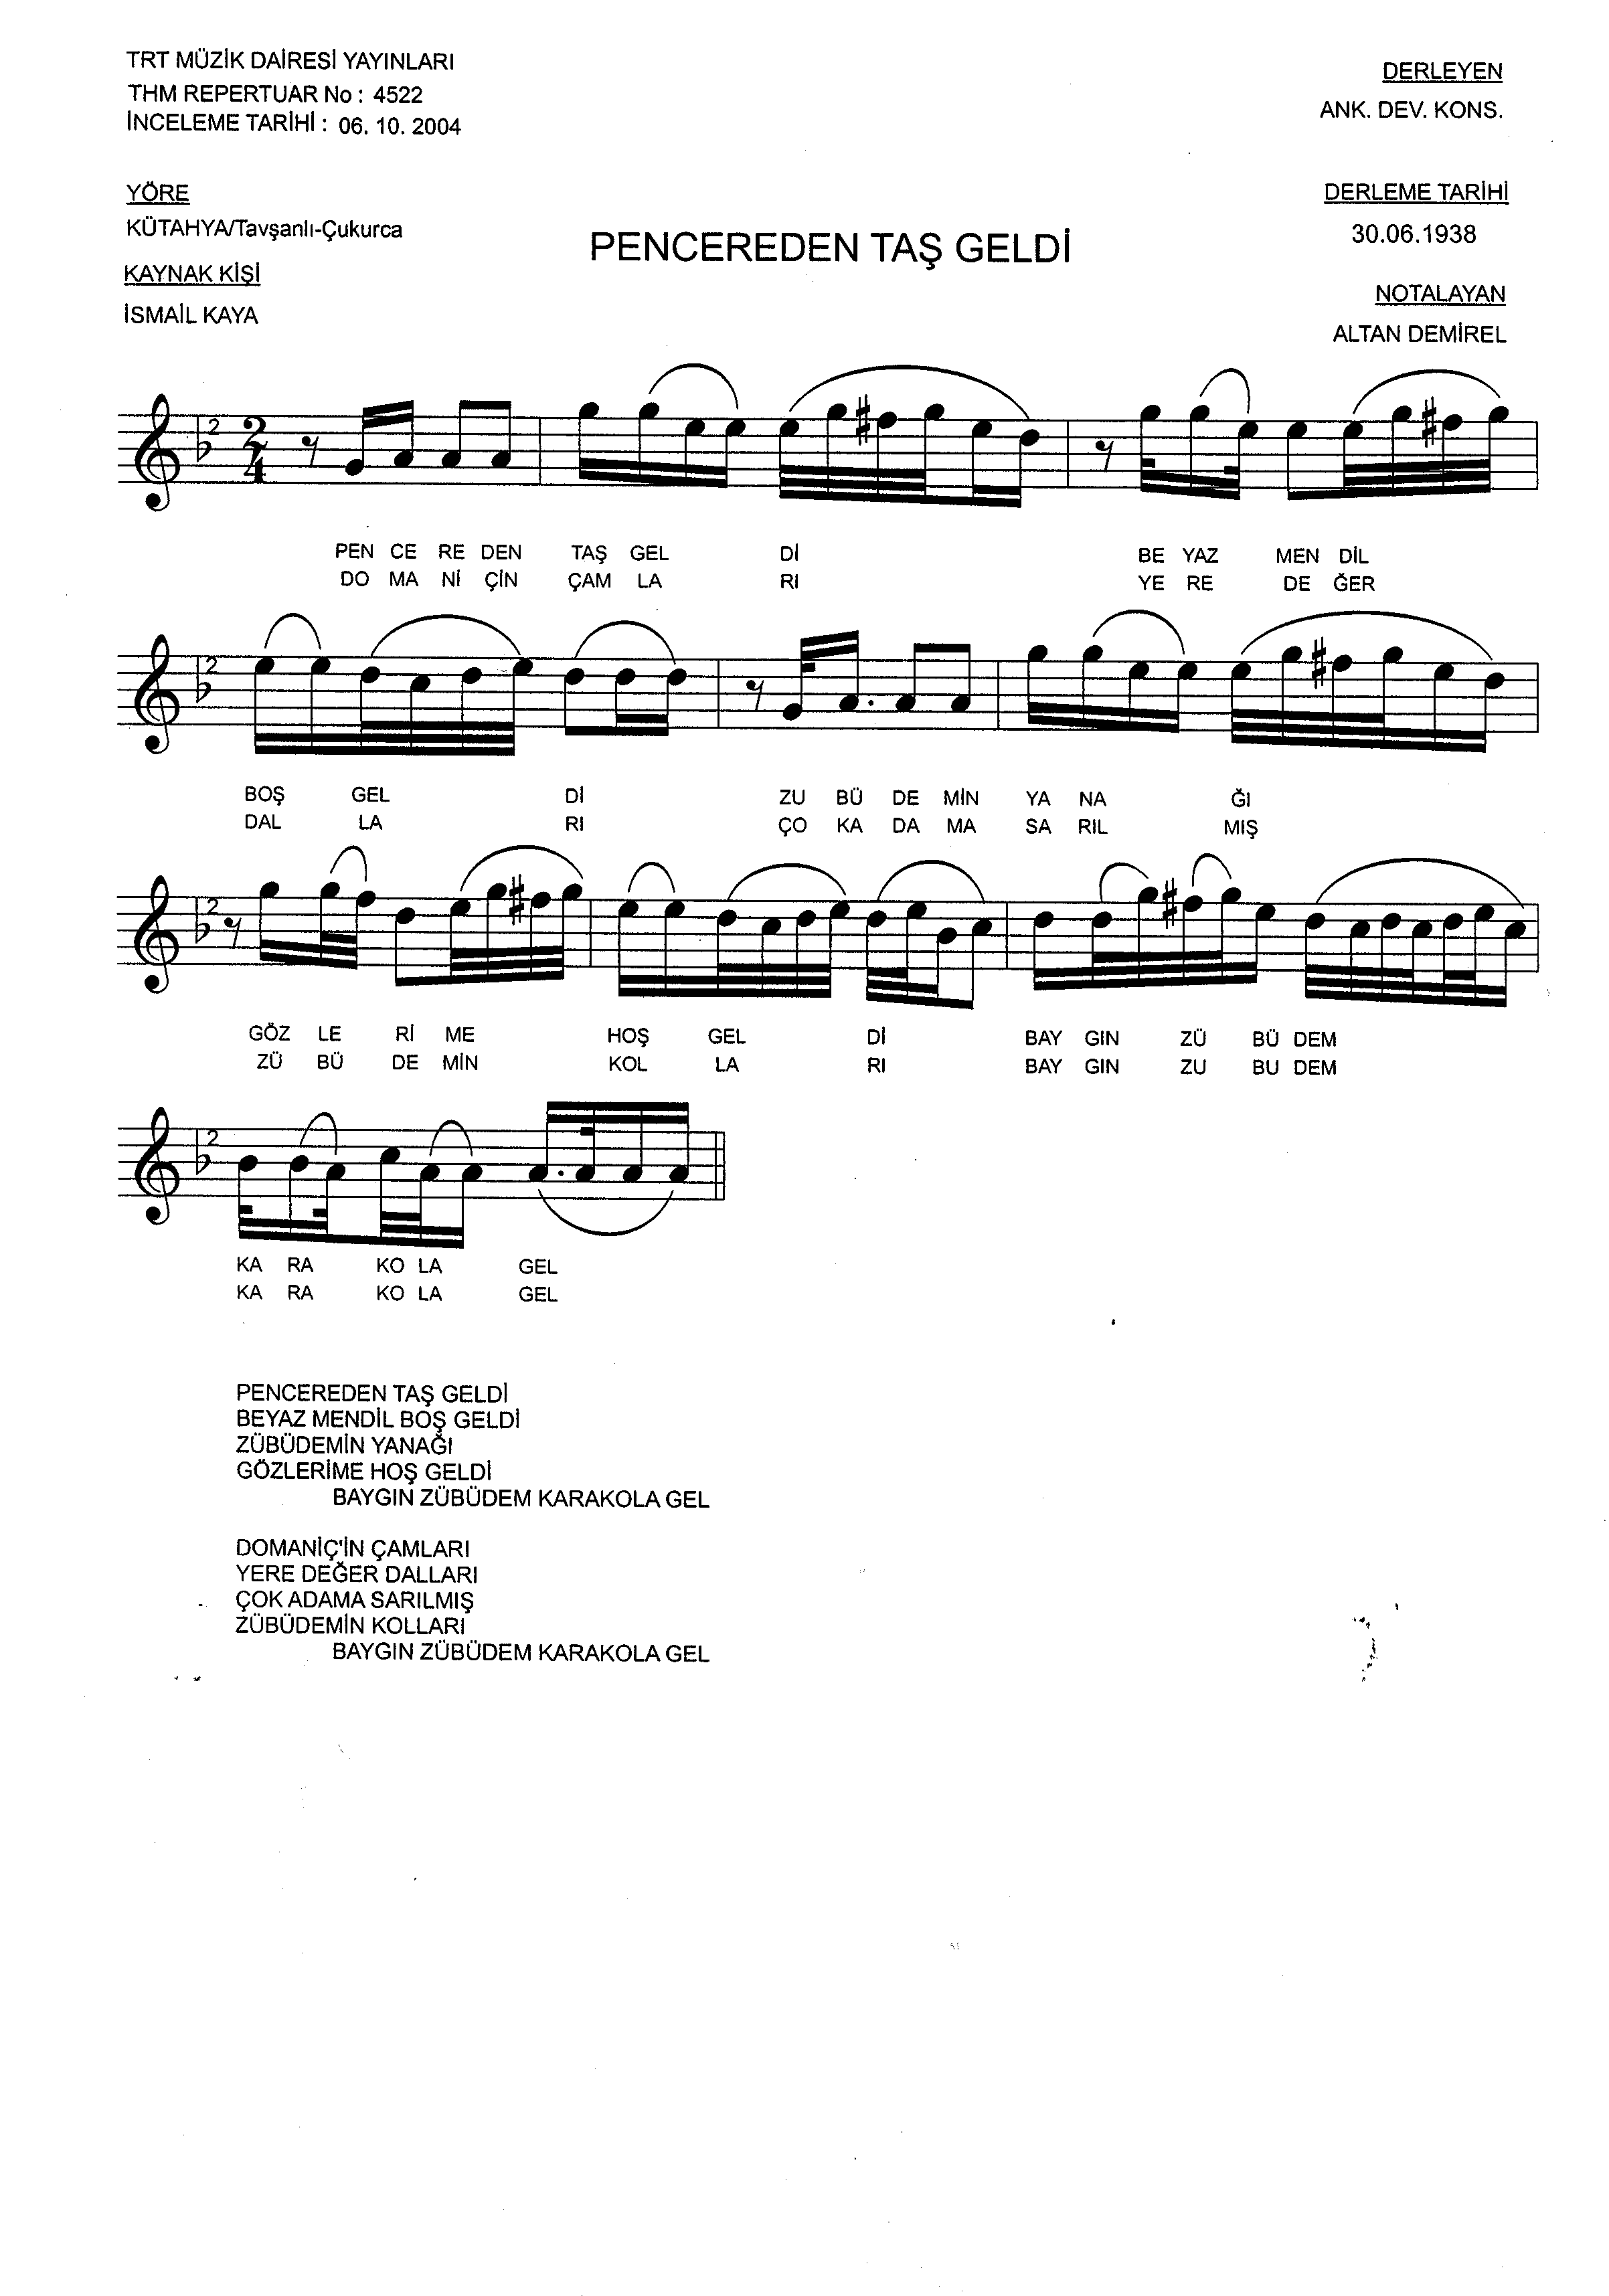 TRT MÜZİK DAİRESİ YAYINLARI
THM REPERTUAR No : 4522
İNCELEME TARİHİ : 06. 10. 2004
DERLEYEN
ANK. DEV. KONS.
YÖRE
KÜTAHYA/Tavşanlı-Çukurca
KAYNAK KİŞİ
İSMAİL KAYA
PENCEREDEN TAŞ GELDİ
DERLEME TARİHİ
30.06.1938
NOTALAYAN
ALTAN DEMİREL
2 2 4
PEN CE RE DEN TAŞ GEL Dİ BE YAZ MEN DİL
DO MA Nİ ÇİN ÇAM LA RI YE RE DE ĞER
2
BOŞ GEL Dİ ZU BÜ DE MİN YA NA ĞI
DAL LA RI ÇO KA DA MA SA RIL MIŞ
2
GÖZ LE Rİ ME HOŞ GEL Dİ BAY GIN ZÜ BÜ DEM
ZÜ BÜ DE MİN KOL LA RI BAY GIN ZU BU DEM
2
KA RA KO LA GEL
KA RA KO LA GEL
PENCEREDEN TAŞ GELDİ
BEYAZ MENDİL BOŞ GELDİ
ZÜBÜDEMİN YANAĞI
GÖZLERİME HOŞ GELDİ
BAYGIN ZÜBÜDEM KARAKOLA GEL
DOMANİÇ'İN ÇAMLARI
YERE DEĞER DALLARI
ÇOK ADAMA SARILMIŞ
ZÜBÜDEMİN KOLLARI
BAYGIN ZÜBÜDEM KARAKOLA GEL